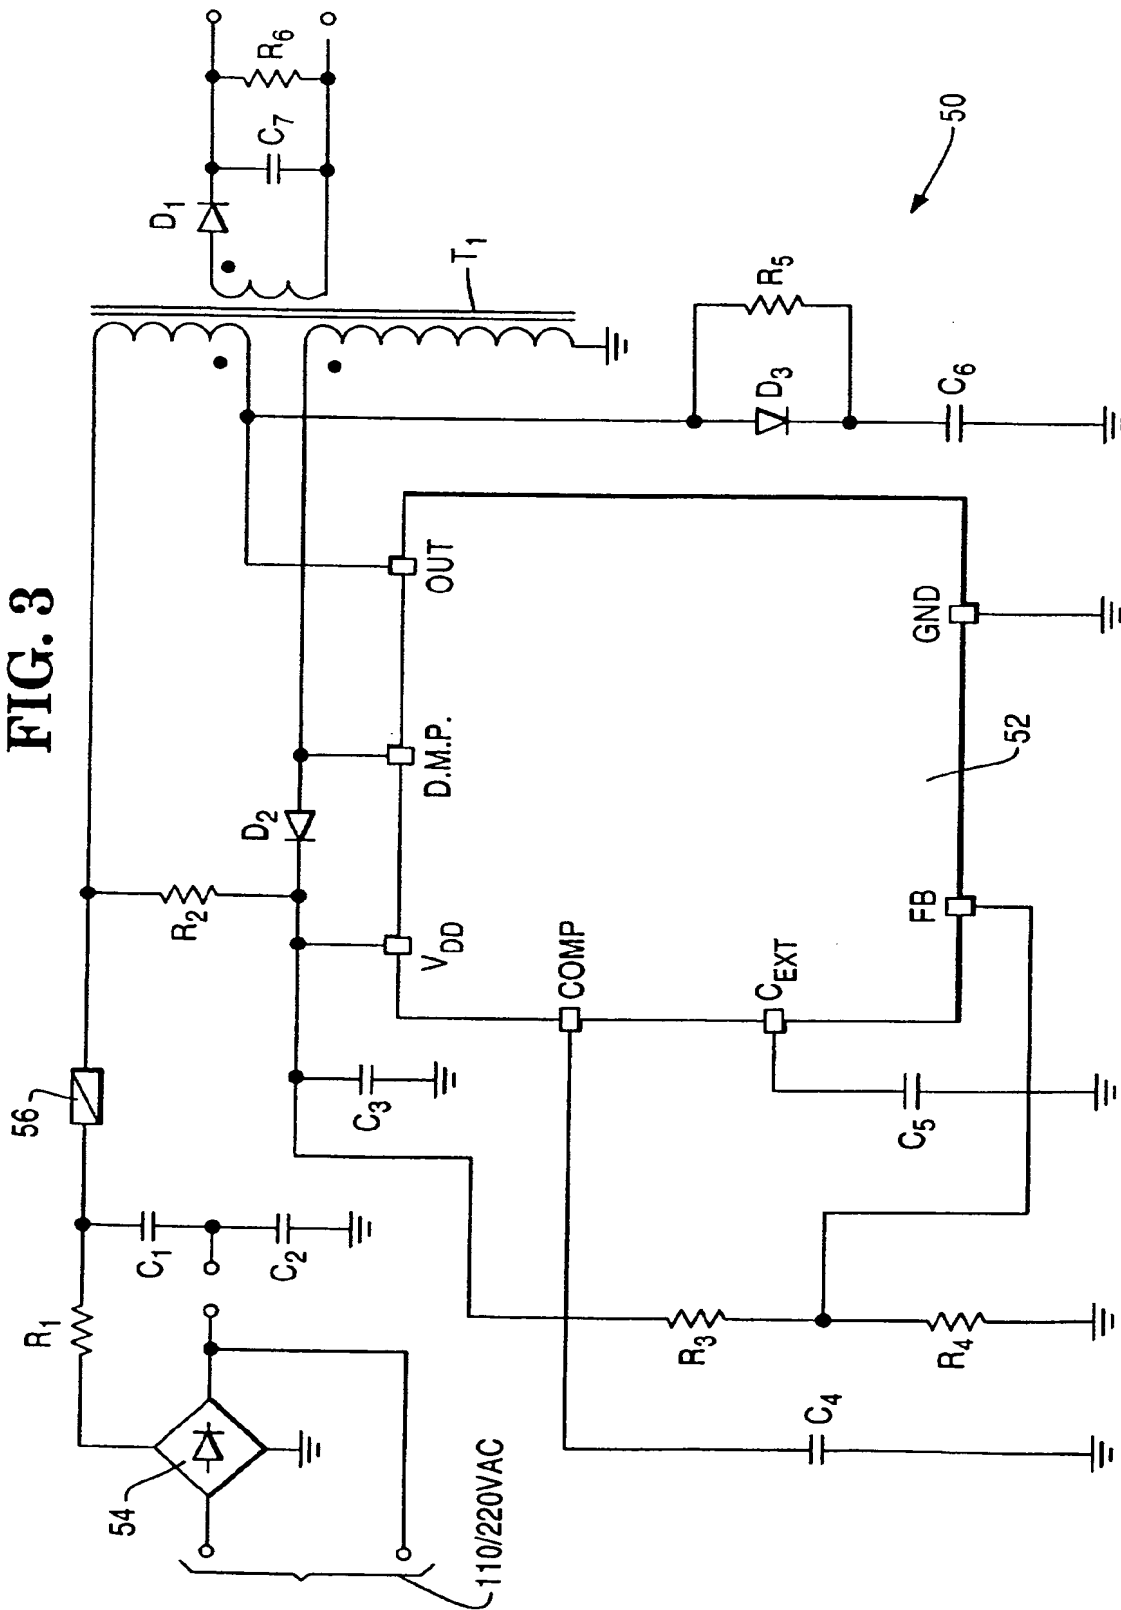 FIG. 3
110/220VAC
54
R1
C1
C2
56
R2
D2
C3
VDD
D.M.P.
OUT
COMP
CEXT
FB
GND
52
C4
R3
R4
C5
T1
D1
C7
R6
D3
R5
C6
50